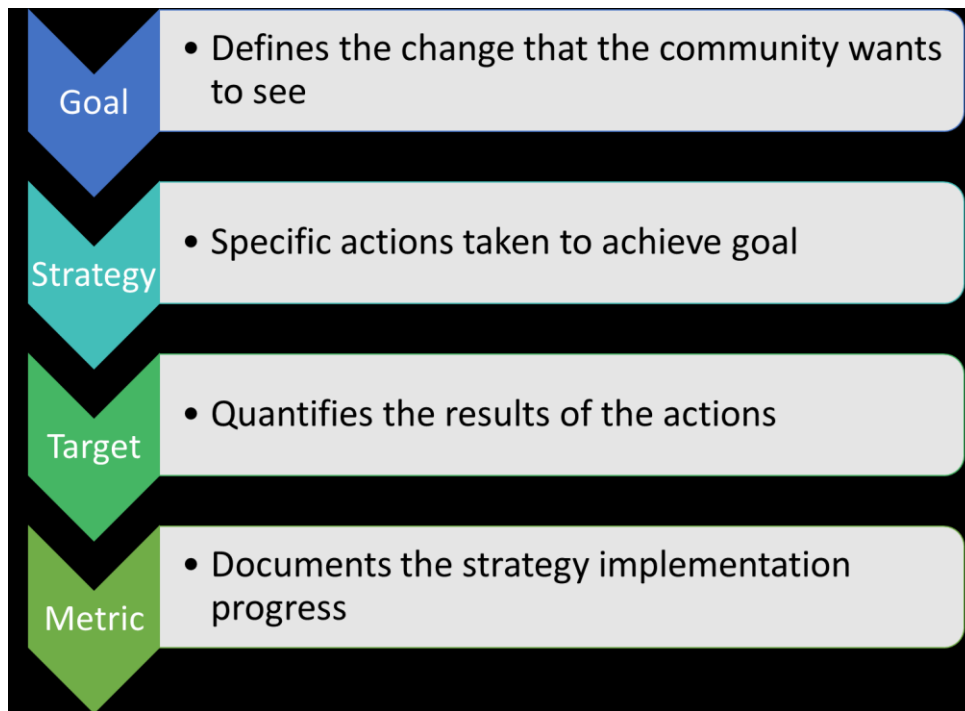 Goal
• Defines the change that the community wants
to see
Strategy
• Specific actions taken to achieve goal
Target
• Quantifies the results of the actions
Metric
• Documents the strategy implementation
progress